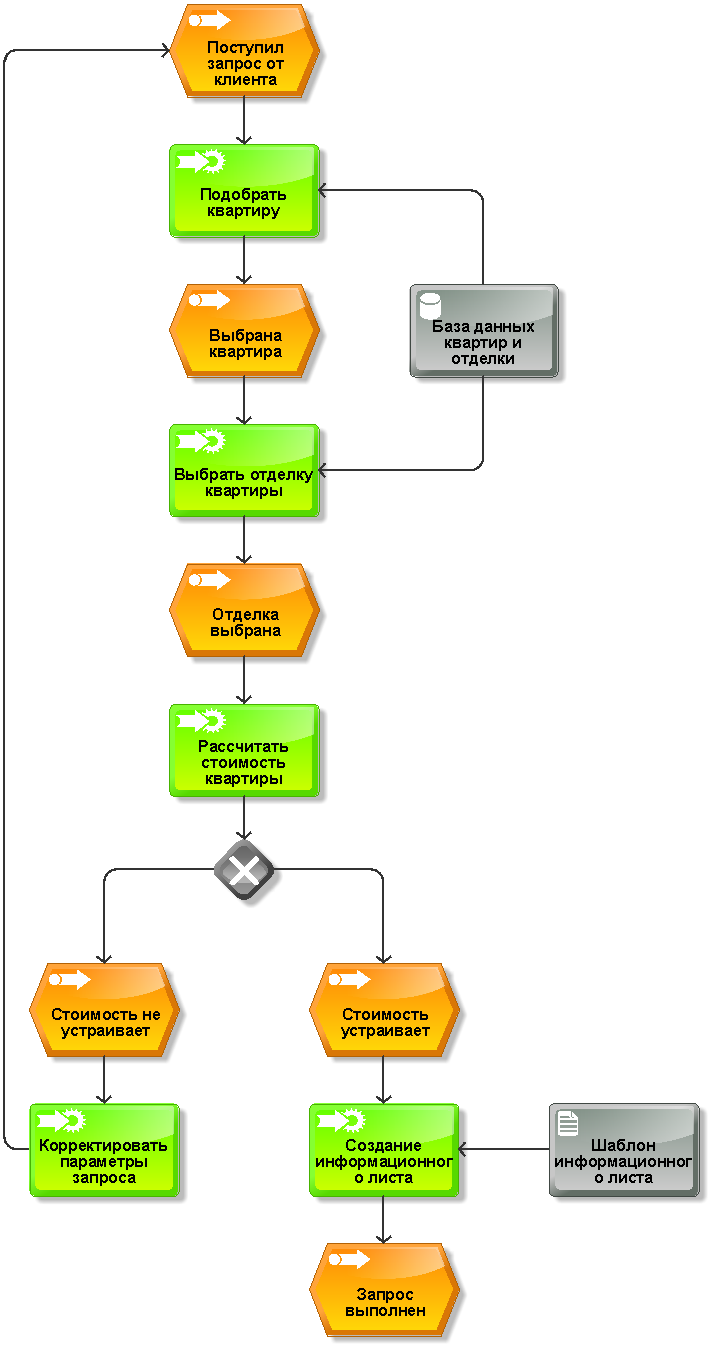 Поступил
запрос от
клиента
Подобрать
квартиру
Выбрана
квартира
База данных
квартир и
отделки
Выбрать отделку
квартиры
Отделка
выбрана
Рассчитать
стоимость
квартиры
Стоимость не
устраивает
Стоимость
устраивает
Корректировать
параметры
запроса
Создание
информационног
о листа
Шаблон
информационног
о листа
Запрос
выполнен